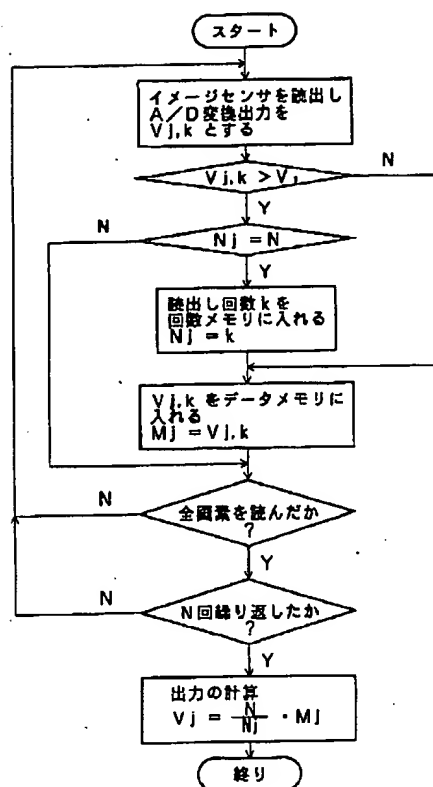 スタート
イメージセンサを読出し
A/D変換出力を
Vj,kとする
N
Vj,k > V
Y
N
Nj = N
Y
読出し回数kを
回数メモリに入れる
Nj = k
Vj,kをデータメモリに
入れる
Mj = Vj,k
N
全画素を読んだか
?
Y
N
N回繰り返したか
?
Y
出力の計算
Vj = N/Nj ・Mj
終り